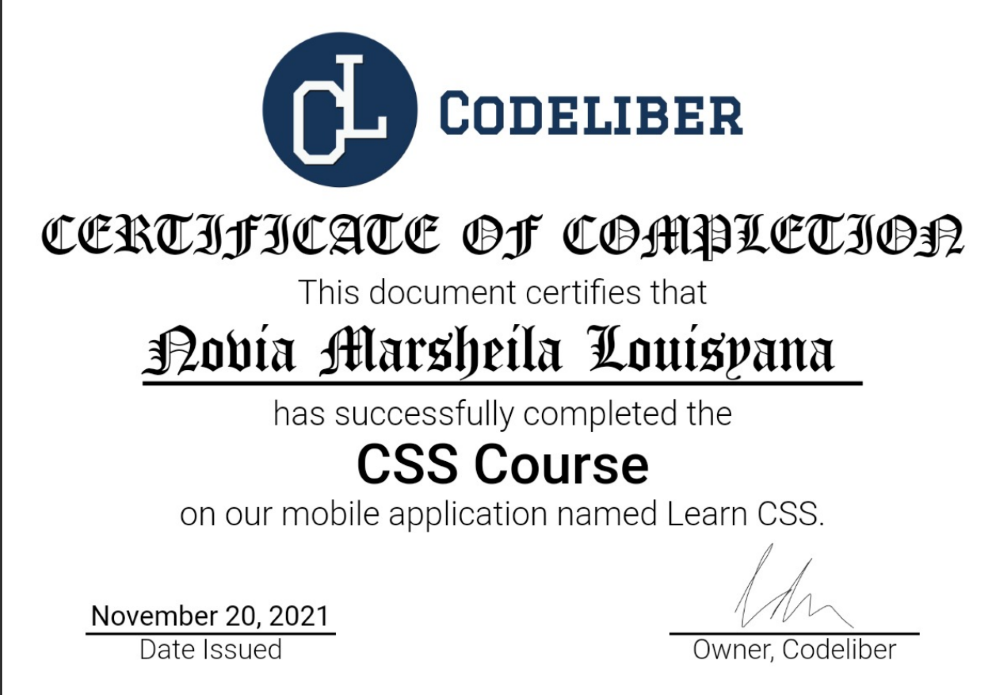 CL CODELIBER
CERTIFICATE OF COMPLETION
This document certifies that
Novia Marsheila Louisyana
has successfully completed the
CSS Course
on our mobile application named Learn CSS.
November 20, 2021
Date Issued
Owner, Codeliber